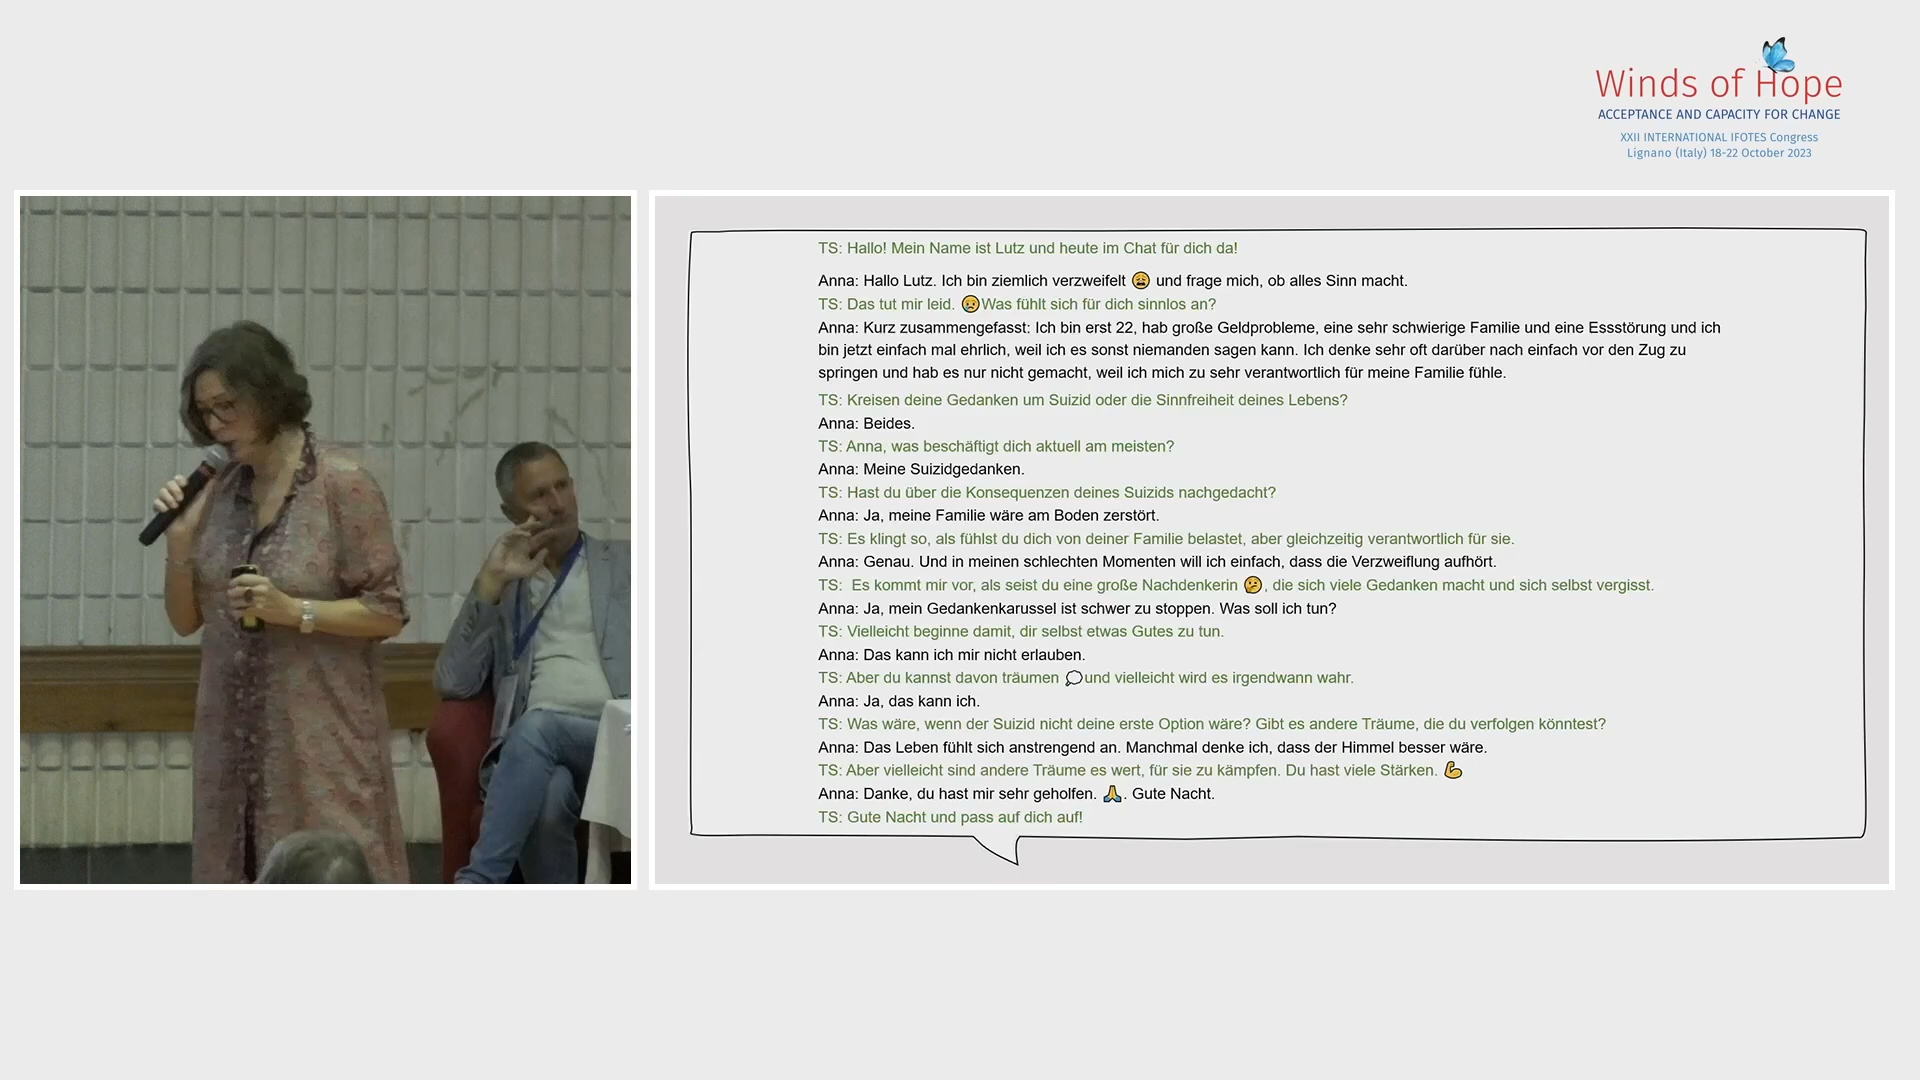 Winds of Hope
ACCEPTANCE AND CAPACITY FOR CHANGE
XXII INTERNATIONAL IFOTES Congress
Lignano (Italy) 18-22 October 2023
TS: Hallo! Mein Name ist Lutz und heute im Chat für dich da!
Anna: Hallo Lutz. Ich bin ziemlich verzweifelt 😩 und frage mich, ob alles Sinn macht.
TS: Das tut mir leid. 😢Was fühlt sich für dich sinnlos an?
Anna: Kurz zusammengefasst: Ich bin erst 22, hab große Geldprobleme, eine sehr schwierige Familie und eine Essstörung und ich
bin jetzt einfach mal ehrlich, weil ich es sonst niemanden sagen kann. Ich denke sehr oft darüber nach einfach vor den Zug zu
springen und hab es nur nicht gemacht, weil ich mich zu sehr verantwortlich für meine Familie fühle.
TS: Kreisen deine Gedanken um Suizid oder die Sinnfreiheit deines Lebens?
Anna: Beides.
TS: Anna, was beschäftigt dich aktuell am meisten?
Anna: Meine Suizidgedanken.
TS: Hast du über die Konsequenzen deines Suizids nachgedacht?
Anna: Ja, meine Familie wäre am Boden zerstört.
TS: Es klingt so, als fühlst du dich von deiner Familie belastet, aber gleichzeitig verantwortlich für sie.
Anna: Genau. Und in meinen schlechten Momenten will ich einfach, dass die Verzweiflung aufhört.
TS:  Es kommt mir vor, als seist du eine große Nachdenkerin 🤔, die sich viele Gedanken macht und sich selbst vergisst.
Anna: Ja, mein Gedankenkarussel ist schwer zu stoppen. Was soll ich tun?
TS: Vielleicht beginne damit, dir selbst etwas Gutes zu tun.
Anna: Das kann ich mir nicht erlauben.
TS: Aber du kannst davon träumen 💭und vielleicht wird es irgendwann wahr.
Anna: Ja, das kann ich.
TS: Was wäre, wenn der Suizid nicht deine erste Option wäre? Gibt es andere Träume, die du verfolgen könntest?
Anna: Das Leben fühlt sich anstrengend an. Manchmal denke ich, dass der Himmel besser wäre.
TS: Aber vielleicht sind andere Träume es wert, für sie zu kämpfen. Du hast viele Stärken. 💪
Anna: Danke, du hast mir sehr geholfen. 🙏. Gute Nacht.
TS: Gute Nacht und pass auf dich auf!